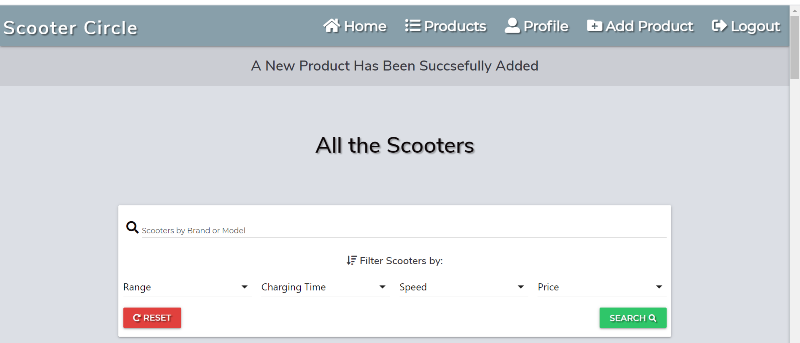 Scooter Circle Home Products Profile Add Product Logout
A New Product Has Been Succsefully Added
All the Scooters
Scooters by Brand or Model
Filter Scooters by:
Range Charging Time Speed Price
RESET SEARCH